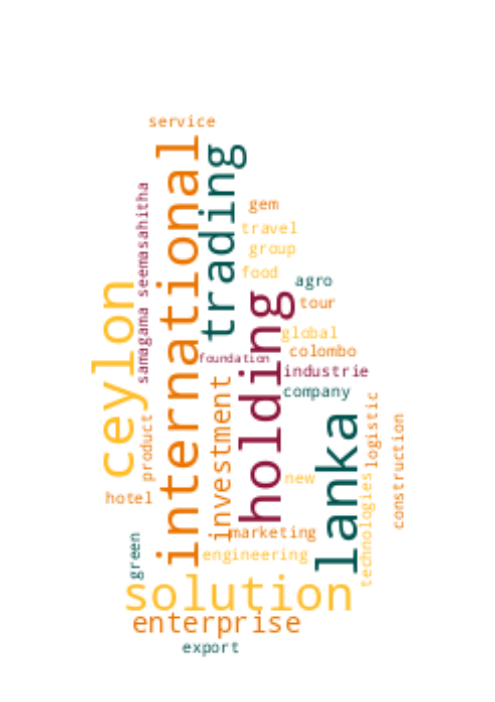 service
international
trading
gem
travel
group
food
agro
tour
samagama seemasahitha
ceylon
holding
global
colombo
foundation
industrie
company
investment
lanka
logistic
product
construction
new
hotel
technologies
marketing
engineering
green
solution
enterprise
export